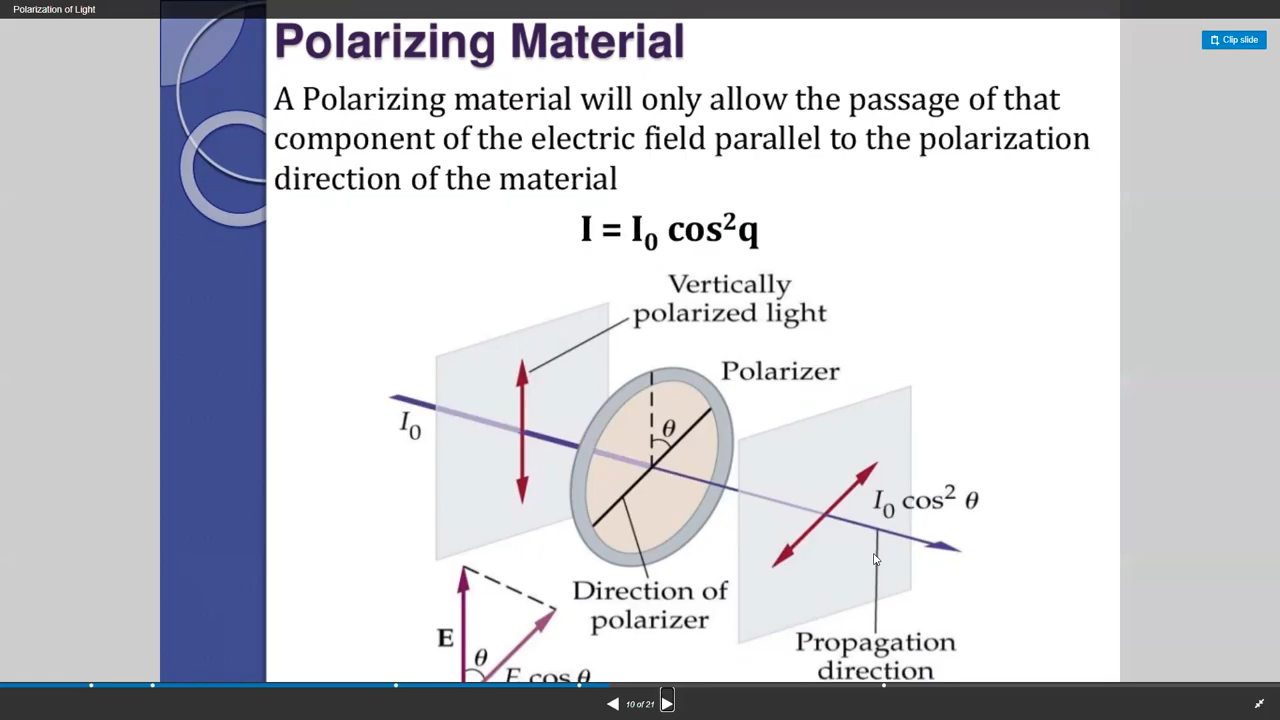 Polarization of Light
Clip slide
Polarizing Material
A Polarizing material will only allow the passage of that
component of the electric field parallel to the polarization
direction of the material
I = I₀ cos²q
Vertically
polarized light
Polarizer
I₀
θ
I₀ cos² θ
Direction of
polarizer
E
θ
E cos θ
Propagation
direction
10 of 21